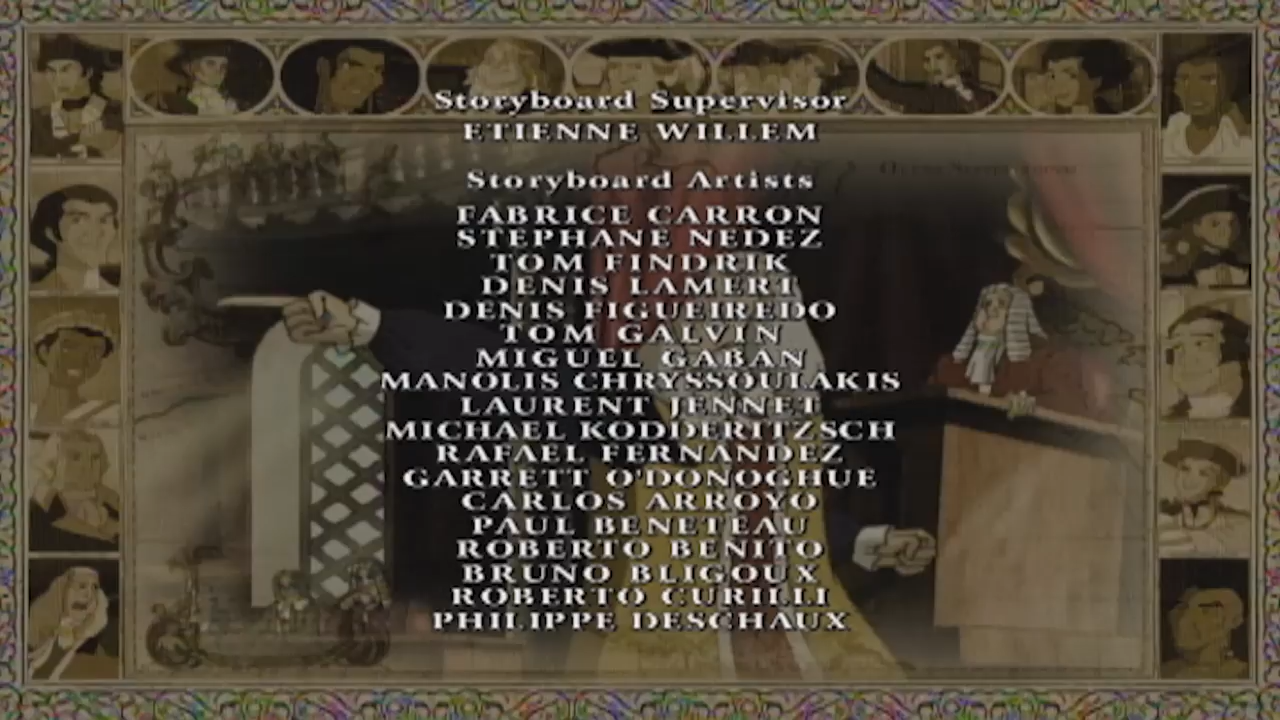 Storyboard Supervisor
ETIENNE WILLEM
Storyboard Artists
FABRICE CARRON
STEPHANE NEDEZ
TOM FINDRIK
DENIS LAMERT
DENIS FIGUEIREDO
TOM GALVIN
MIGUEL GABAN
MANOLIS CHRYSSOULAKIS
LAURENT JENNET
MICHAEL KODDERITZSCH
RAFAEL FERNANDEZ
GARRETT O'DONOGHUE
CARLOS ARROYO
PAUL BENETEAU
ROBERTO BENITO
BRUNO BLIGOUX
ROBERTO CURILLI
PHILIPPE DESCHAUX